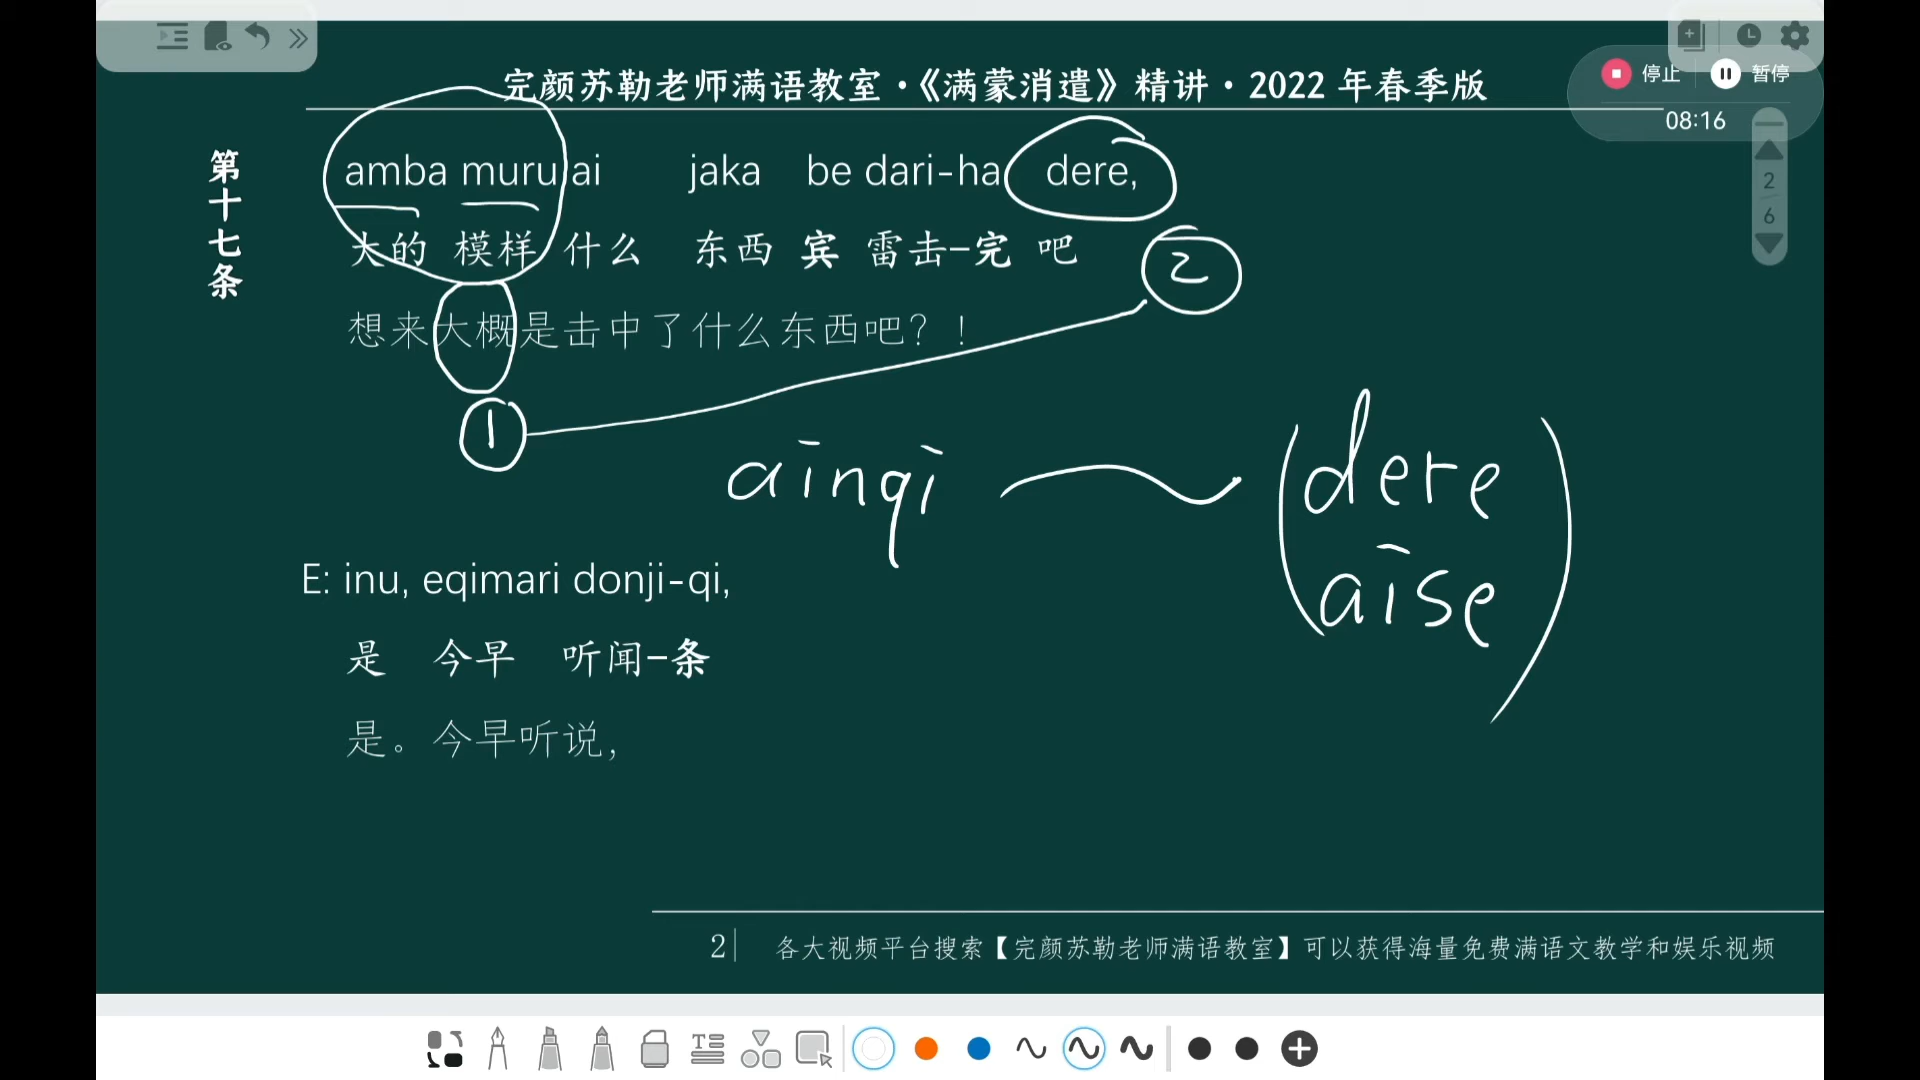 完颜苏勒老师满语教室·《满蒙消遣》精讲·2022 年春季版
停止 暂停
08:16
2
6
第十七条
amba muru ai jaka be dari-ha dere,
大的 模样 什么 东西 宾 雷击-完 吧
2
想来大概是击中了什么东西吧?!
1
ainqi
dere
aise
E: inu, eqimari donji-qi,
是 今早 听闻-条
是。今早听说,
2 各大视频平台搜索【完颜苏勒老师满语教室】可以获得海量免费满语文教学和娱乐视频